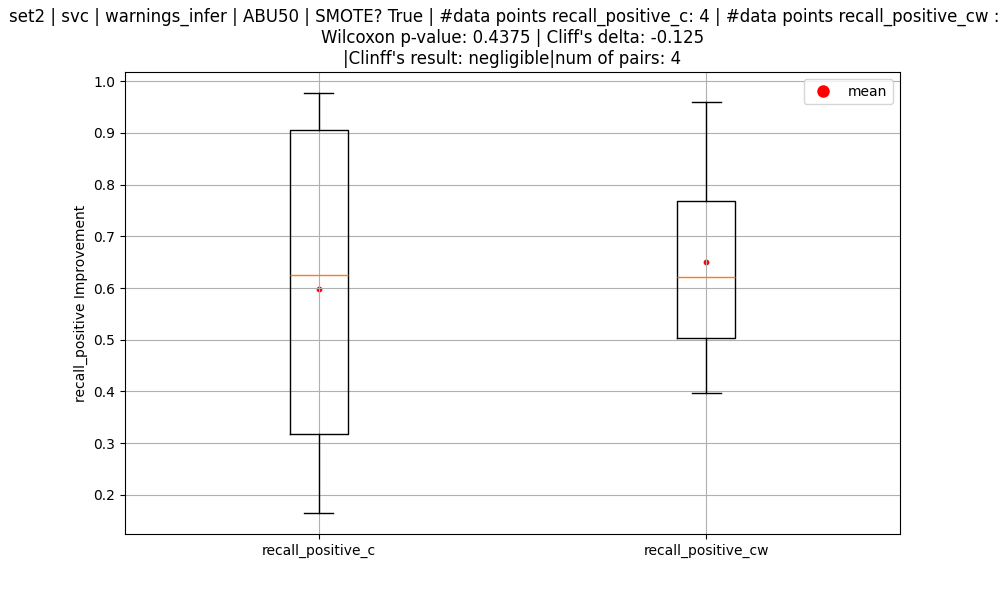 set2 | svc | warnings_infer | ABU50 | SMOTE? True | #data points recall_positive_c: 4 | #data points recall_positive_cw :
Wilcoxon p-value: 0.4375 | Cliff's delta: -0.125
|Clinff's result: negligible|num of pairs: 4
mean
1.0
0.9
0.8
0.7
0.6
0.5
0.4
0.3
0.2
recall_positive Improvement
recall_positive_c
recall_positive_cw